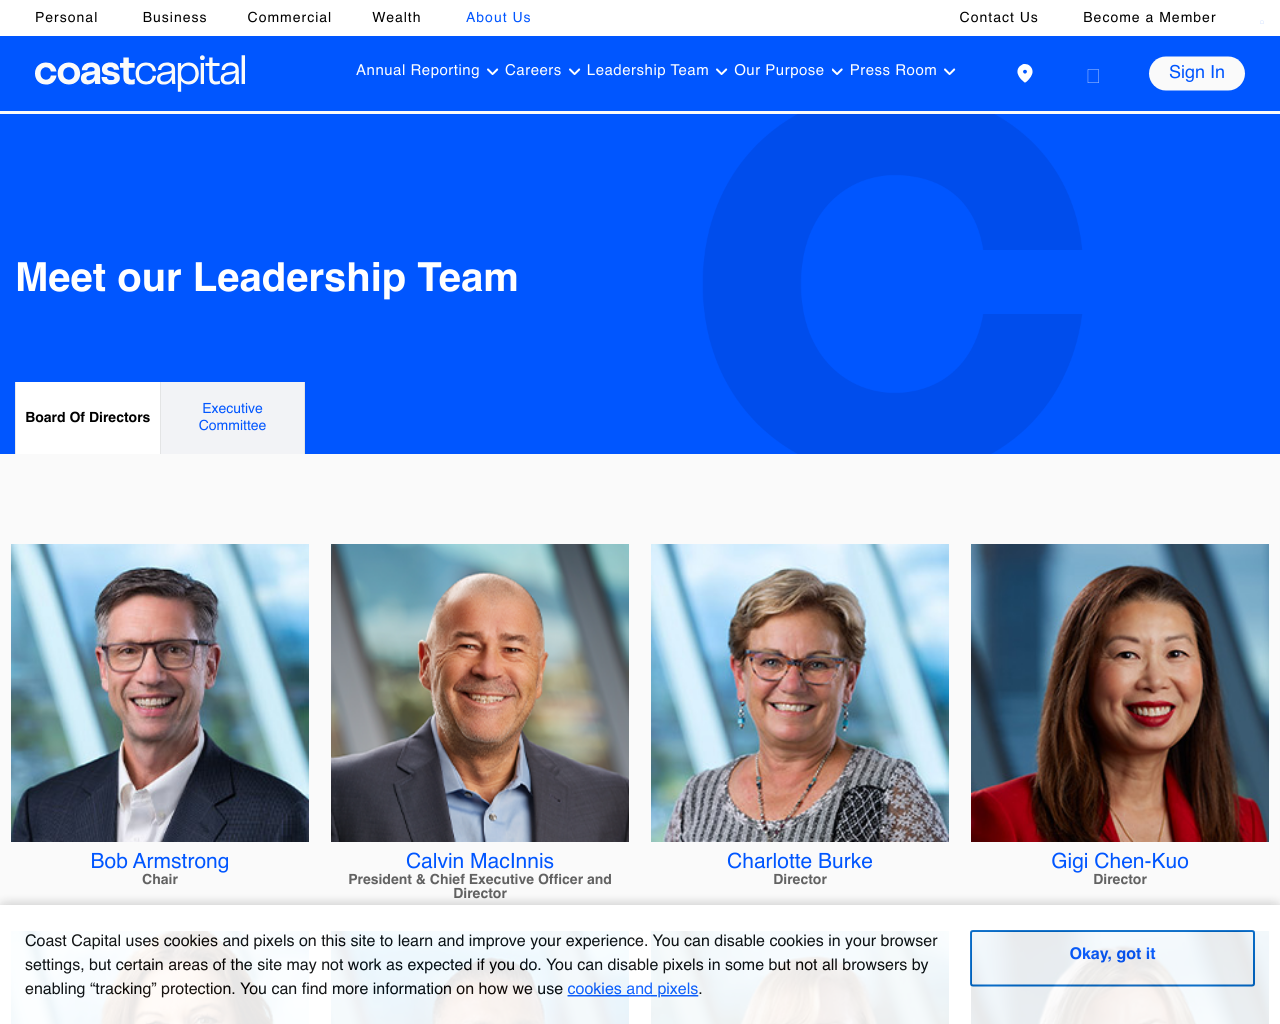 Personal Business Commercial Wealth About Us Contact Us Become a Member
coastcapital Annual Reporting Careers Leadership Team Our Purpose Press Room Sign In
Meet our Leadership Team
Board Of Directors
Executive
Committee
Bob Armstrong
Chair
Calvin MacInnis
President & Chief Executive Officer and
Director
Charlotte Burke
Director
Gigi Chen-Kuo
Director
Coast Capital uses cookies and pixels on this site to learn and improve your experience. You can disable cookies in your browser
settings, but certain areas of the site may not work as expected if you do. You can disable pixels in some but not all browsers by
enabling “tracking” protection. You can find more information on how we use cookies and pixels.
Okay, got it